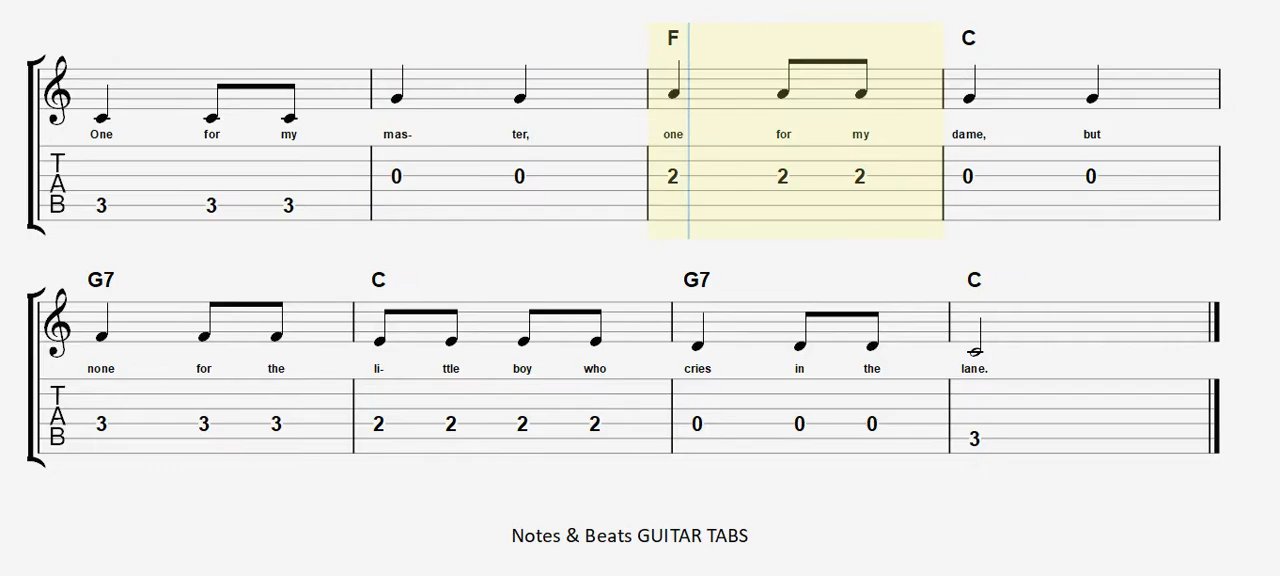 F C
One for my mas- ter, one for my dame, but
T
A
B
0 0 2 2 2 0 0
3 3 3
G7 C G7 C
none for the li- ttle boy who cries in the lane.
T
A
B
3 3 3 2 2 2 2 0 0 0
3
Notes & Beats GUITAR TABS